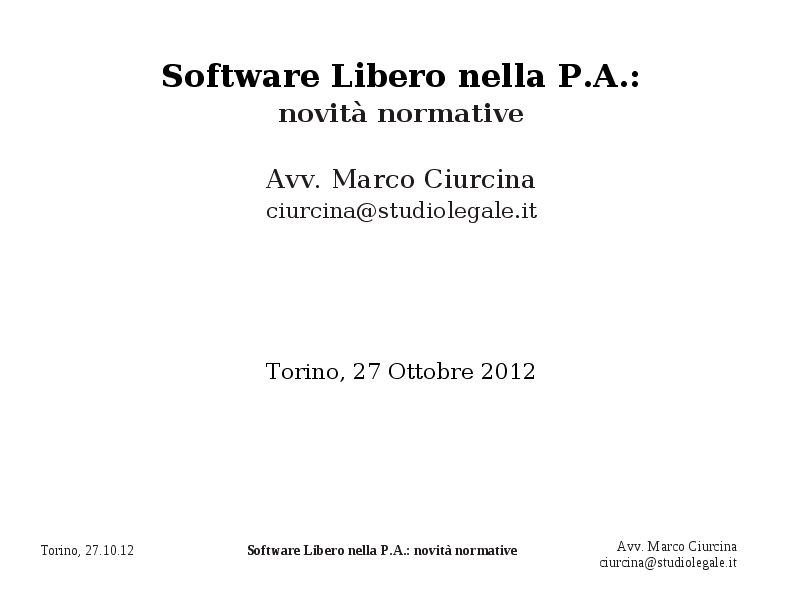 Software Libero nella P.A.:
novità normative
Avv. Marco Ciurcina
ciurcina@studiolegale.it
Torino, 27 Ottobre 2012
Torino, 27.10.12
Software Libero nella P.A.: novità normative
Avv. Marco Ciurcina
ciurcina@studiolegale.it